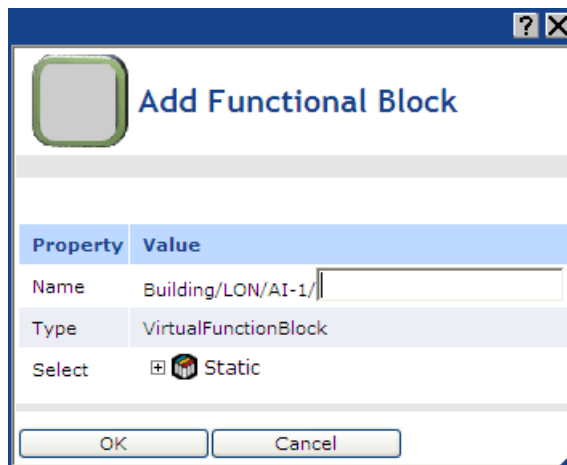 ?
Add Functional Block
Property Value
Name Building/LON/AI-1/
Type VirtualFunctionBlock
Select Static
OK Cancel